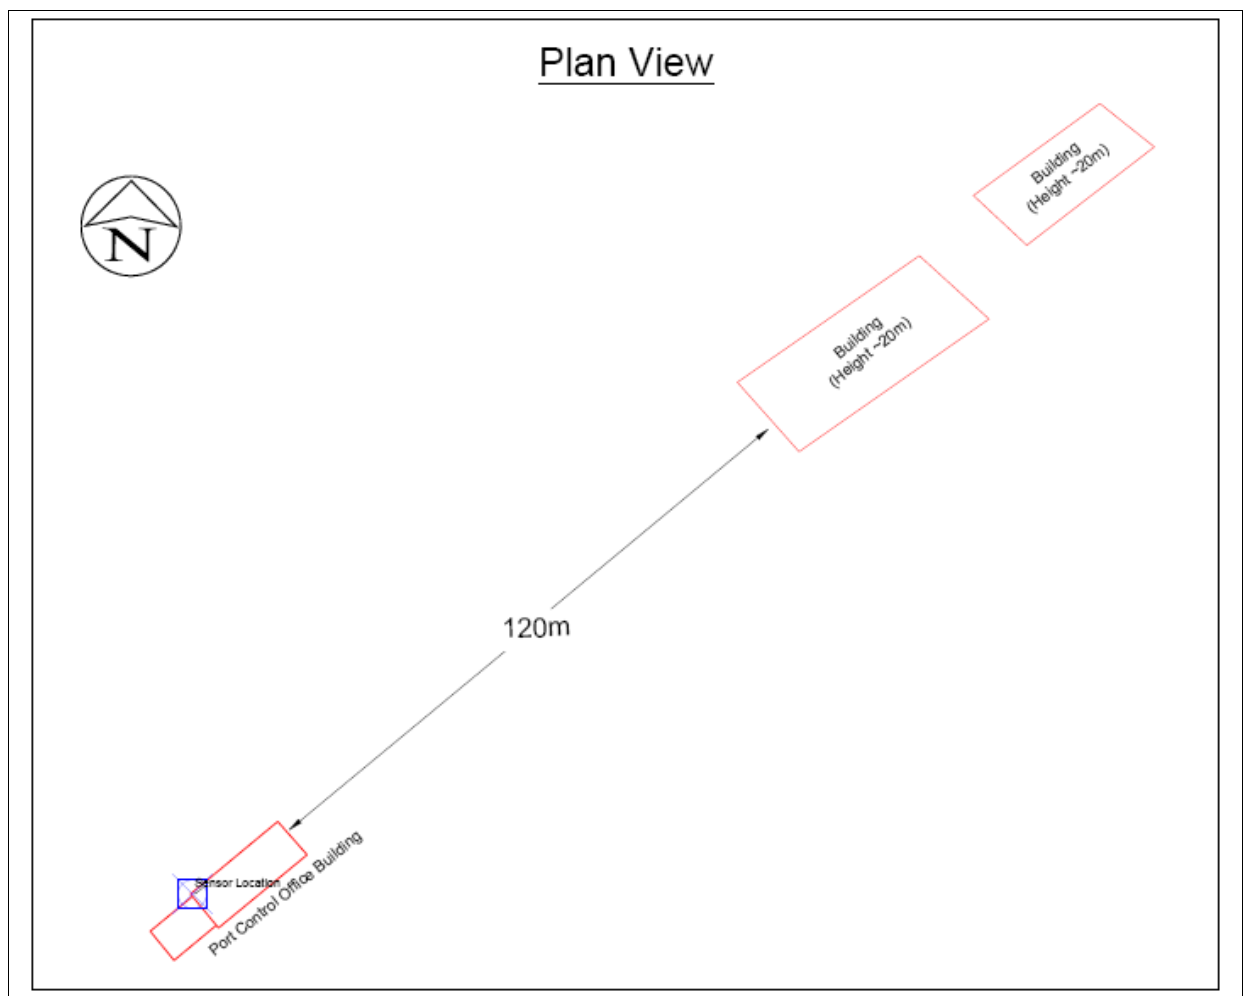 Plan View
N
Building
(Height ~20m)
Building
(Height ~20m)
120m
Sensor Location
Port Control Office Building